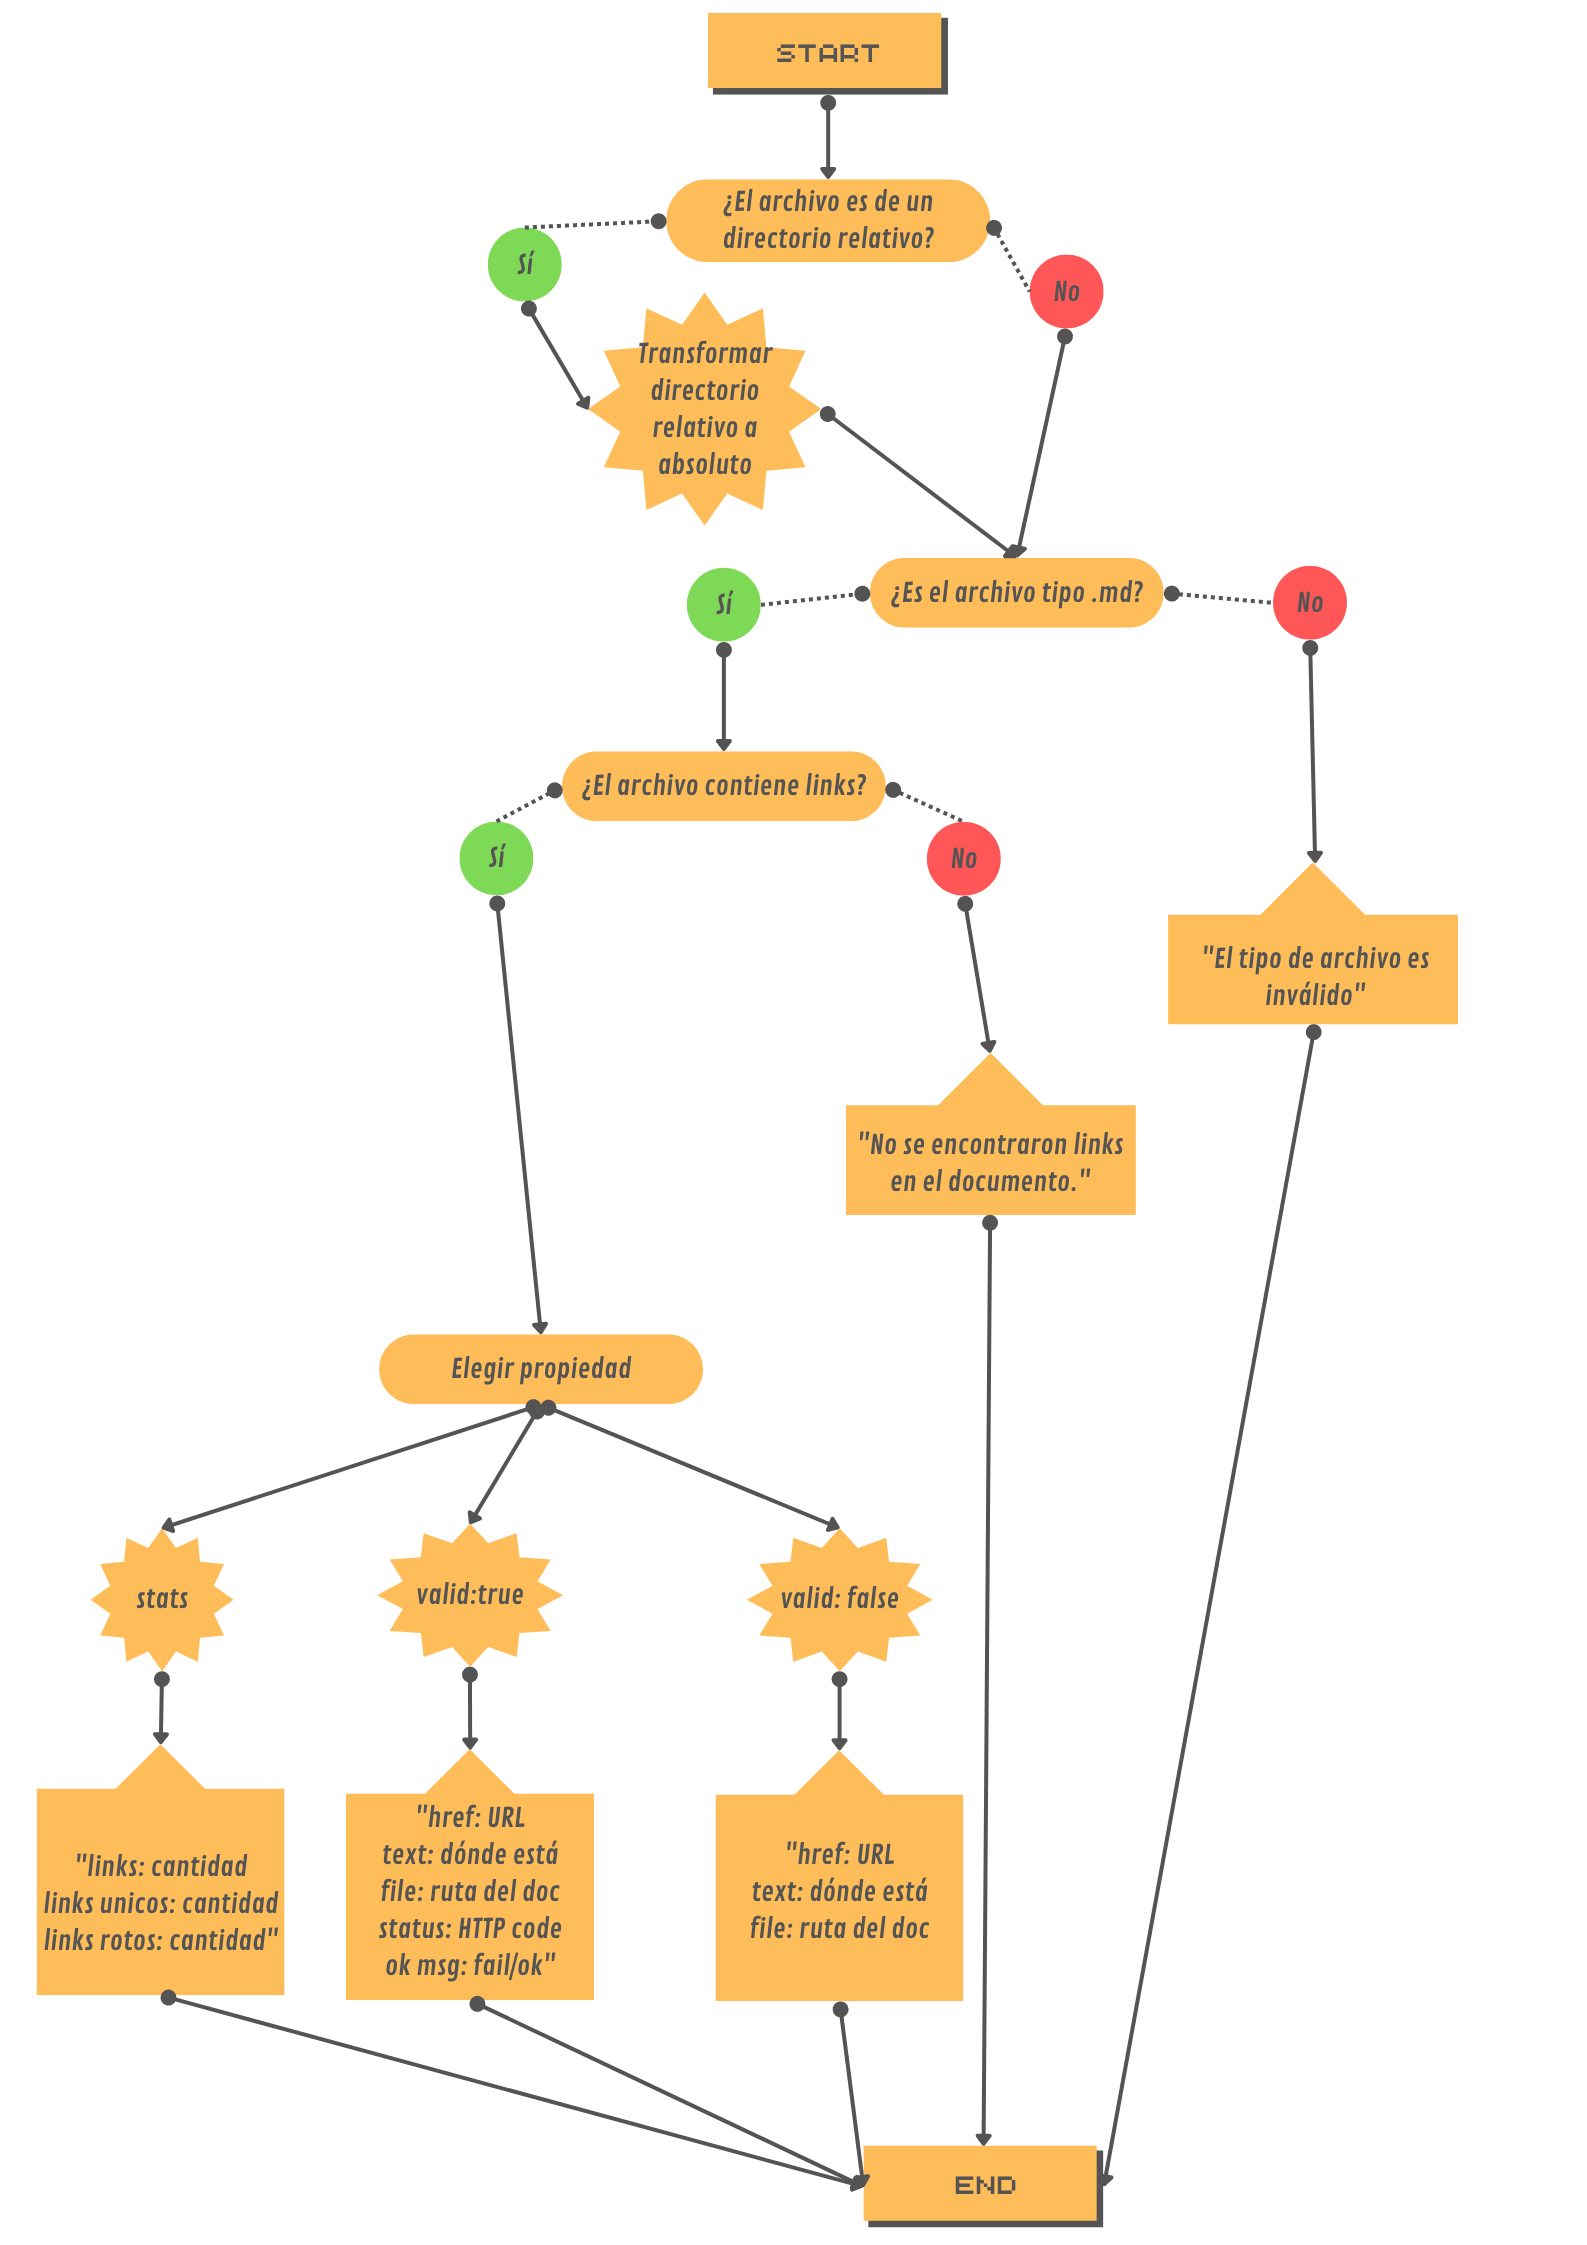 START
¿El archivo es de un
directorio relativo?
Sí
No
Transformar
directorio
relativo a
absoluto
¿Es el archivo tipo .md?
Sí
No
¿El archivo contiene links?
Sí
No
"El tipo de archivo es
inválido"
"No se encontraron links
en el documento."
Elegir propiedad
stats
valid:true
valid: false
"links: cantidad
links unicos: cantidad
links rotos: cantidad"
"href: URL
text: dónde está
file: ruta del doc
status: HTTP code
ok msg: fail/ok"
"href: URL
text: dónde está
file: ruta del doc
END